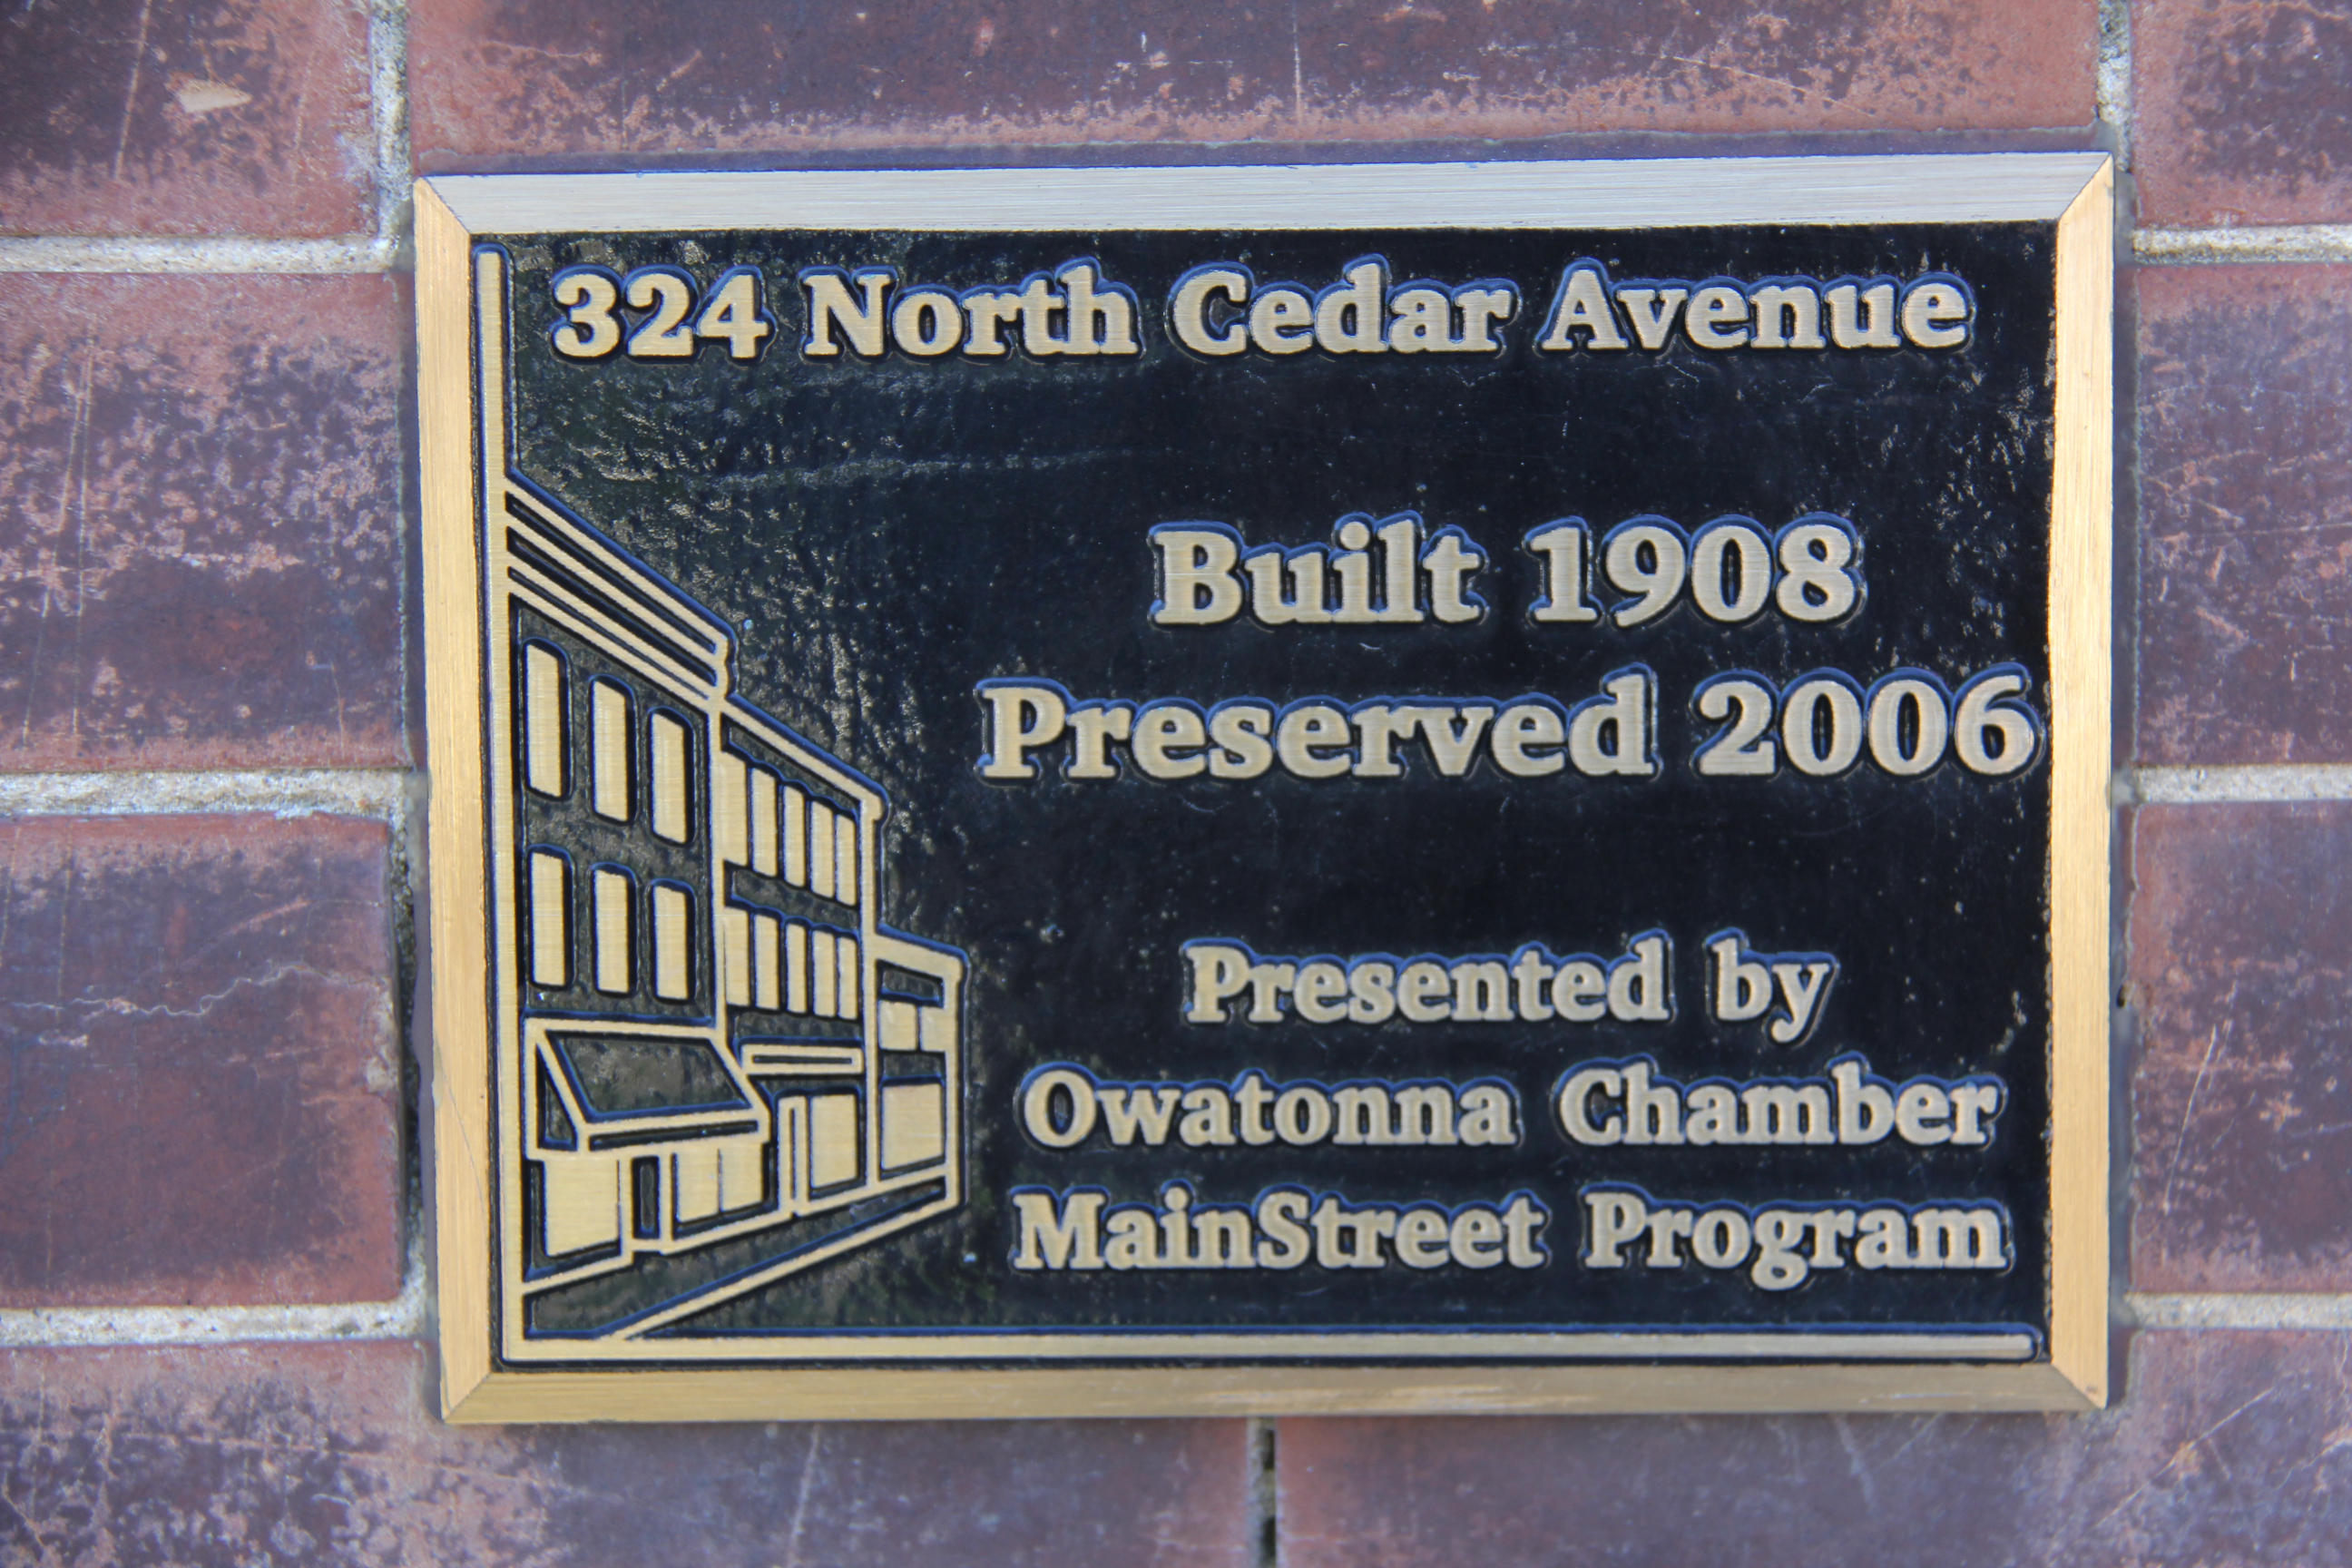 324 North Cedar Avenue
Built 1908
Preserved 2006
Presented by
Owatonna Chamber
MainStreet Program